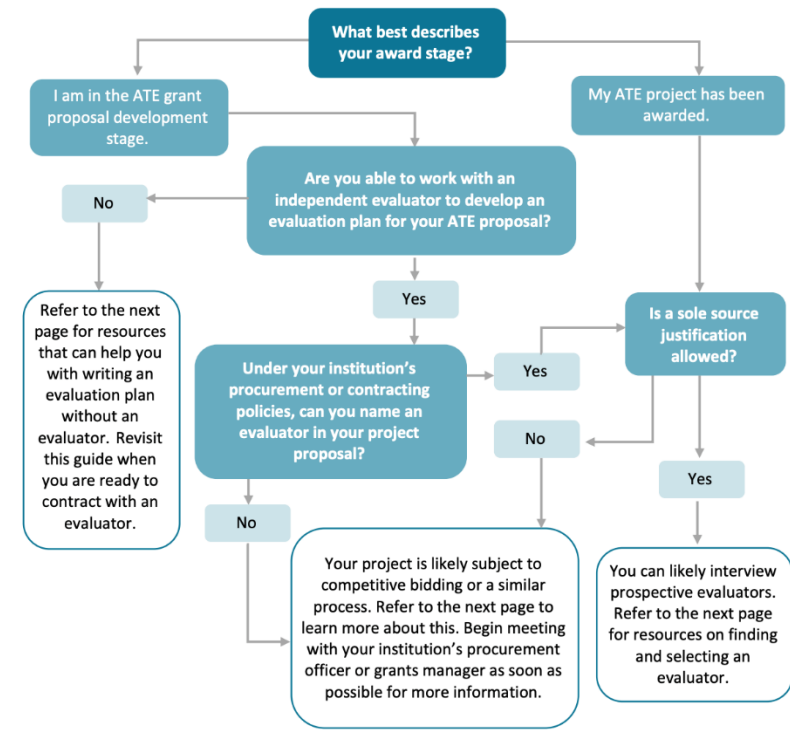 What best describes
your award stage?
I am in the ATE grant
proposal development
stage.
My ATE project has been
awarded.
Are you able to work with an
independent evaluator to develop an
evaluation plan for your ATE proposal?
No
Yes
Refer to the next
page for resources
that can help you
with writing an
evaluation plan
without an
evaluator. Revisit
this guide when
you are ready to
contract with an
evaluator.
Is a sole source
justification
allowed?
Under your institution’s
procurement or contracting
policies, can you name an
evaluator in your project
proposal?
Yes
No
Yes
No
Your project is likely subject to
competitive bidding or a similar
process. Refer to the next page to
learn more about this. Begin meeting
with your institution’s procurement
officer or grants manager as soon as
possible for more information.
You can likely interview
prospective evaluators.
Refer to the next page
for resources on finding
and selecting an
evaluator.